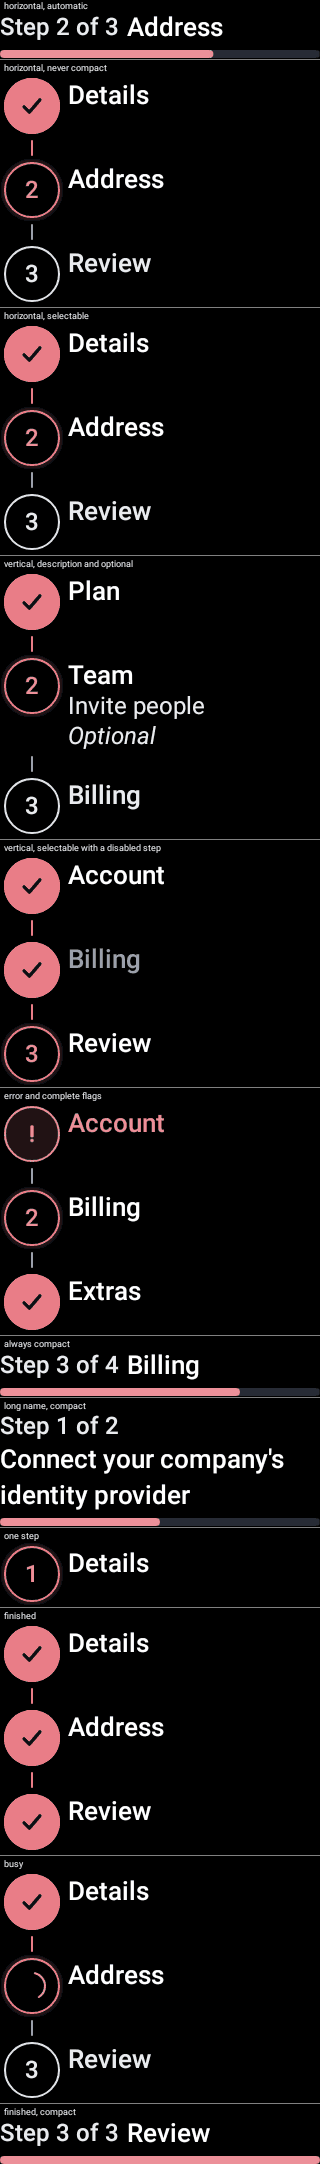 horizontal, automatic
Step 2 of 3 Address
horizontal, never compact
Details
2 Address
3 Review
horizontal, selectable
Details
2 Address
3 Review
vertical, description and optional
Plan
2 Team
Invite people
Optional
3 Billing
vertical, selectable with a disabled step
Account
Billing
3 Review
error and complete flags
! Account
2 Billing
Extras
always compact
Step 3 of 4 Billing
long name, compact
Step 1 of 2
Connect your company's
identity provider
one step
1 Details
finished
Details
Address
Review
busy
Details
Address
3 Review
finished, compact
Step 3 of 3 Review